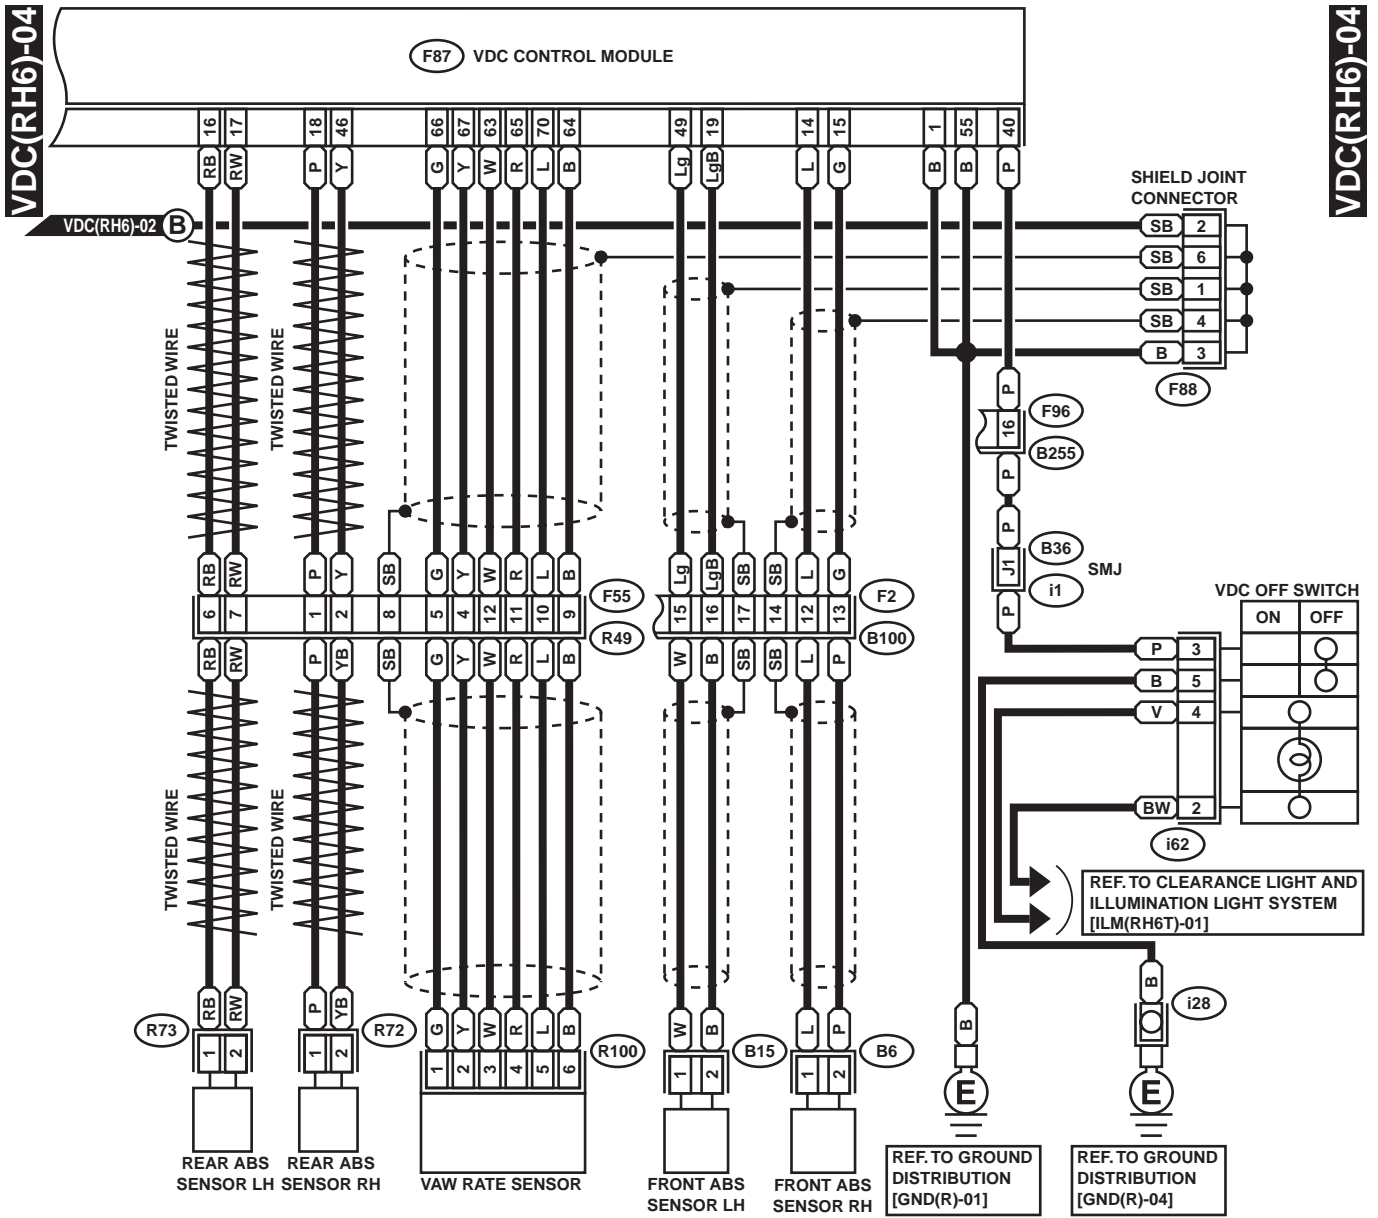 VDC(RH6)-04
VDC(RH6)-04
F87 VDC CONTROL MODULE
16 17 18 46 66 67 63 65 70 64 49 19 14 15 1 55 40
RB RW P Y G Y W R L B Lg LgB L G B B P
SHIELD JOINT
CONNECTOR
VDC(RH6)-02 B
SB 2
SB 6
SB 1
SB 4
B 3
F88
TWISTED WIRE
TWISTED WIRE
P
16
F96
B255
P
P
J1
B36
i1
SMJ
P
RB RW P Y SB G Y W R L B Lg LgB SB SB L G
6 7 1 2 8 5 4 12 11 10 9 15 16 17 14 12 13
F55
R49
F2
B100
RB RW P YB SB G Y W R L B W B SB SB L P
VDC OFF SWITCH
ON OFF
P 3
B 5
V 4
BW 2
i62
TWISTED WIRE
TWISTED WIRE
REF. TO CLEARANCE LIGHT AND
ILLUMINATION LIGHT SYSTEM
[ILM(RH6T)-01]
RB RW P YB G Y W R L B W B L P B B
R73
1 2
R72
1 2
R100
1 2 3 4 5 6
B15
1 2
B6
1 2
i28
E
E
REAR ABS
SENSOR LH
REAR ABS
SENSOR RH
VAW RATE SENSOR
FRONT ABS
SENSOR LH
FRONT ABS
SENSOR RH
REF. TO GROUND
DISTRIBUTION
[GND(R)-01]
REF. TO GROUND
DISTRIBUTION
[GND(R)-04]